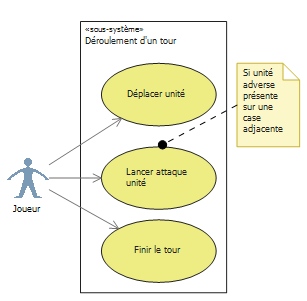 «sous-système»
Déroulement d'un tour
Déplacer unité
Si unité
adverse
présente
sur une
case
adjacente
Lancer attaque
unité
Joueur
Finir le tour